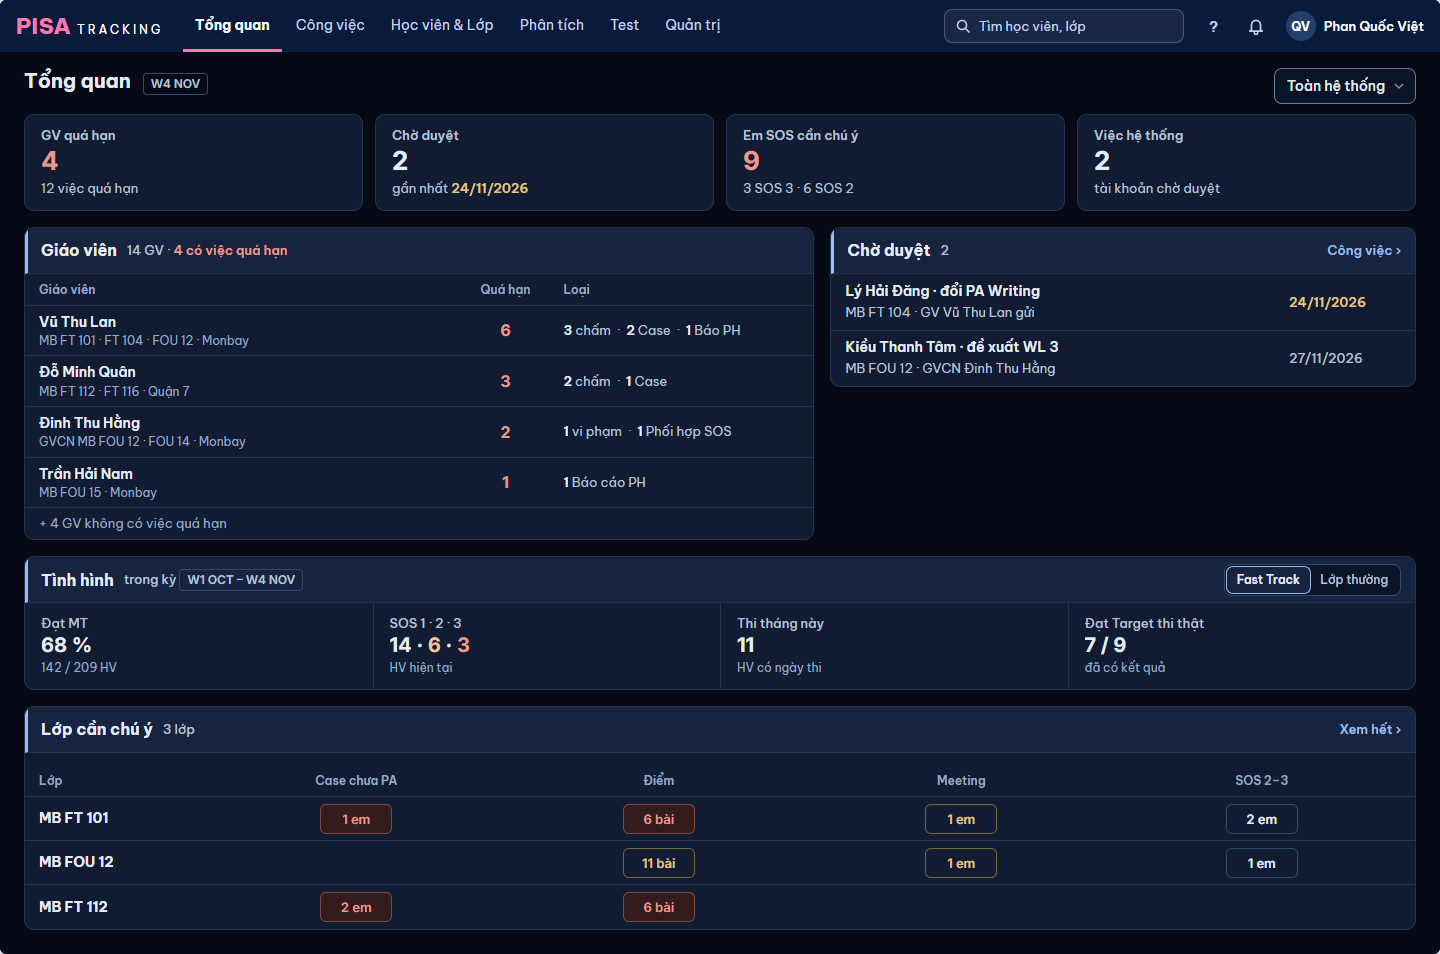 PISA TRACKING Tổng quan Công việc Học viên & Lớp Phân tích Test Quản trị Tìm học viên, lớp ? QV Phan Quốc Việt
Tổng quan W4 NOV Toàn hệ thống
GV quá hạn
4
12 việc quá hạn
Chờ duyệt
2
gần nhất 24/11/2026
Em SOS cần chú ý
9
3 SOS 3 · 6 SOS 2
Việc hệ thống
2
tài khoản chờ duyệt
Giáo viên 14 GV · 4 có việc quá hạn
Giáo viên Quá hạn Loại
Vũ Thu Lan
MB FT 101 · FT 104 · FOU 12 · Monbay
6 3 chấm · 2 Case · 1 Báo PH
Đỗ Minh Quân
MB FT 112 · FT 116 · Quận 7
3 2 chấm · 1 Case
Đinh Thu Hằng
GVCN MB FOU 12 · FOU 14 · Monbay
2 1 vi phạm · 1 Phối hợp SOS
Trần Hải Nam
MB FOU 15 · Monbay
1 1 Báo cáo PH
+ 4 GV không có việc quá hạn
Chờ duyệt 2 Công việc ›
Lý Hải Đăng · đổi PA Writing
MB FT 104 · GV Vũ Thu Lan gửi
24/11/2026
Kiều Thanh Tâm · đề xuất WL 3
MB FOU 12 · GVCN Đinh Thu Hằng
27/11/2026
Tình hình trong kỳ W1 OCT – W4 NOV Fast Track Lớp thường
Đạt MT
68 %
142 / 209 HV
SOS 1 · 2 · 3
14 · 6 · 3
HV hiện tại
Thi tháng này
11
HV có ngày thi
Đạt Target thi thật
7 / 9
đã có kết quả
Lớp cần chú ý 3 lớp Xem hết ›
Lớp Case chưa PA Điểm Meeting SOS 2–3
MB FT 101 1 em 6 bài 1 em 2 em
MB FOU 12 11 bài 1 em 1 em
MB FT 112 2 em 6 bài